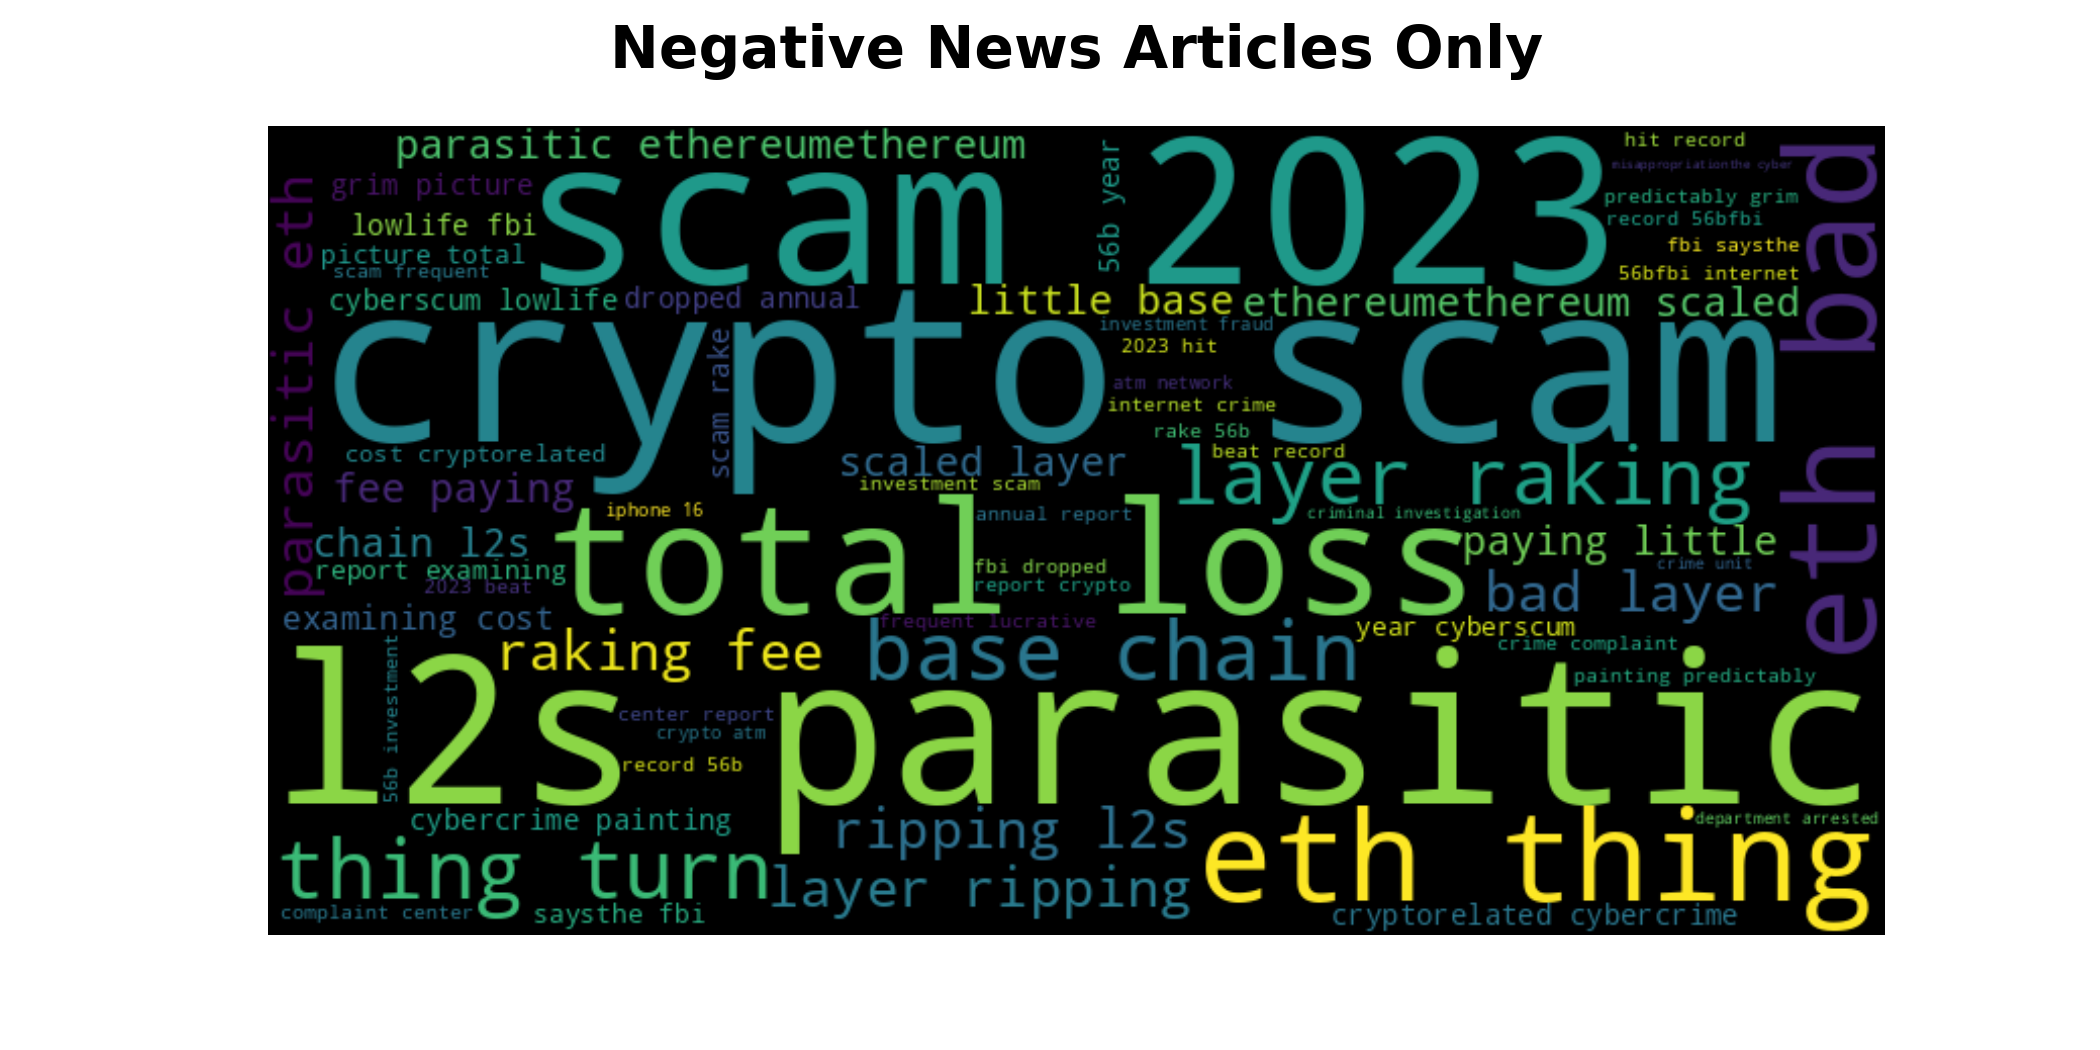 Negative News Articles Only
parasitic ethereumethereum
hit record
misappropriationthe cyber
grim picture
scam 2023
56b year
predictably grim
record 56bfbi
lowlife fbi
picture total
scam frequent
fbi saysthe
56bfbi internet
eth bad
parasitic eth
cyberscum lowlife
dropped annual
little base
ethereumethereum scaled
crypto scam
scam rake
investment fraud
2023 hit
atm network
internet crime
rake 56b
beat record
cost cryptorelated
scaled layer
layer raking
fee paying
investment scam
iphone 16
annual report
criminal investigation
total loss
chain l2s
paying little
report examining
2023 beat
fbi dropped
report crypto
crime unit
bad layer
examining cost
frequent lucrative
year cyberscum
raking fee
base chain
crime complaint
painting predictably
l2s parasitic
56b investment
center report
crypto atm
record 56b
cybercrime painting
ripping l2s
department arrested
eth thing
thing turn
layer ripping
complaint center
saysthe fbi
cryptorelated cybercrime